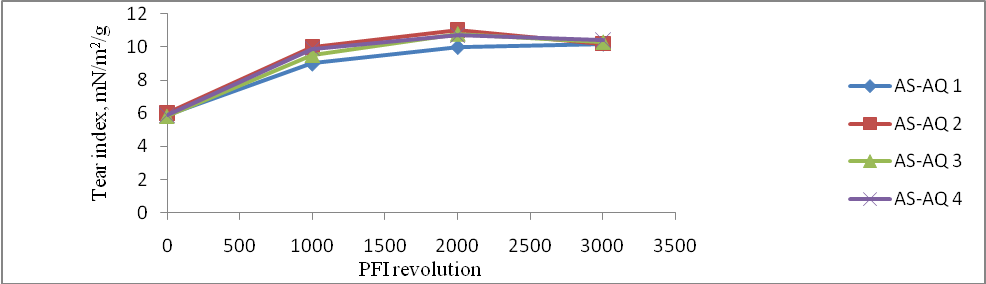 12
10
8
6
4
2
0
Tear index, mN/m²/g
0 500 1000 1500 2000 2500 3000 3500
PFI revolution
AS-AQ 1
AS-AQ 2
AS-AQ 3
AS-AQ 4